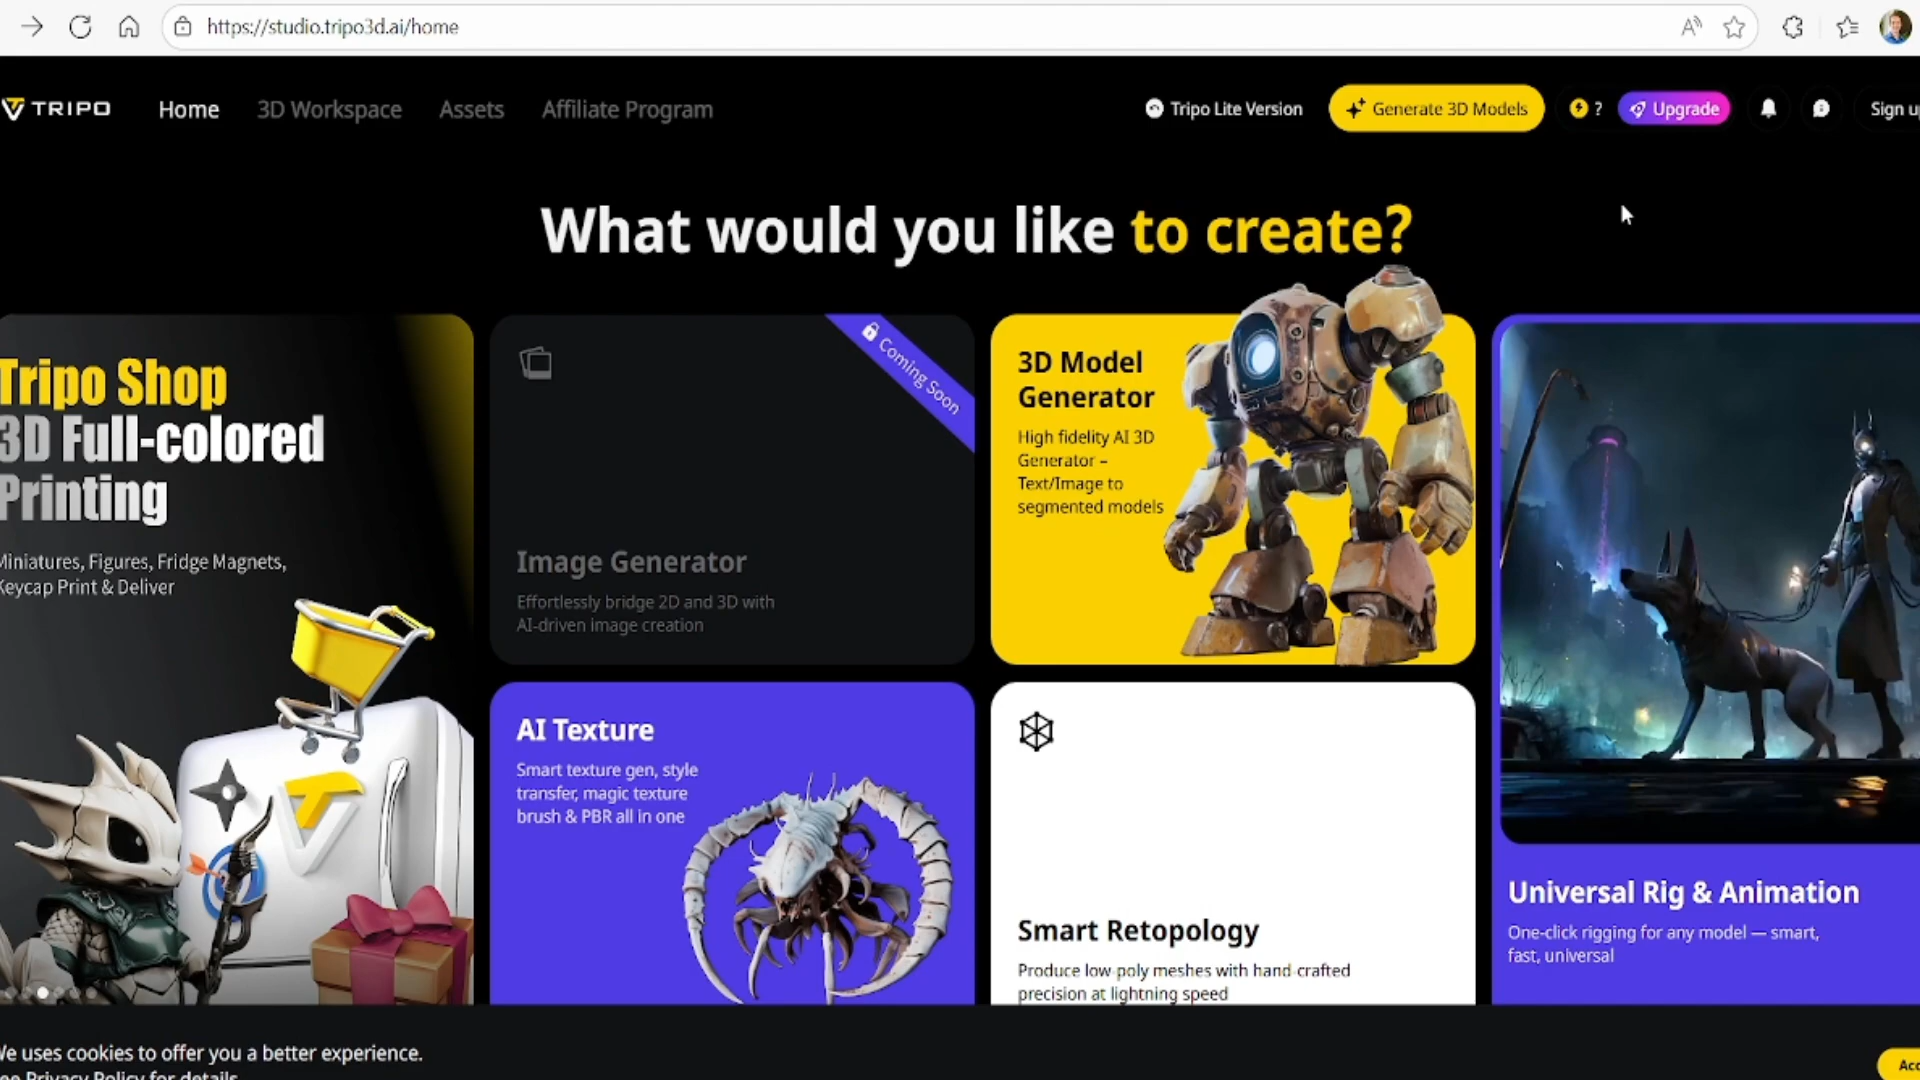 https://studio.tripo3d.ai/home
TRIPO
Home
3D Workspace
Assets
Affiliate Program
Tripo Lite Version
Generate 3D Models
?
Upgrade
Sign
What would you like to create?
Tripo Shop
3D Full-colored
Printing
Miniatures, Figures, Fridge Magnets,
Keycap Print & Deliver
Coming Soon
Image Generator
Effortlessly bridge 2D and 3D with
AI-driven image creation
3D Model
Generator
High fidelity AI 3D
Generator –
Text/Image to
segmented models
AI Texture
Smart texture gen, style
transfer, magic texture
brush & PBR all in one
Smart Retopology
Produce low-poly meshes with hand-crafted
precision at lightning speed
Universal Rig & Animation
One-click rigging for any model — smart,
fast, universal
We uses cookies to offer you a better experience.
See Privacy Policy for details